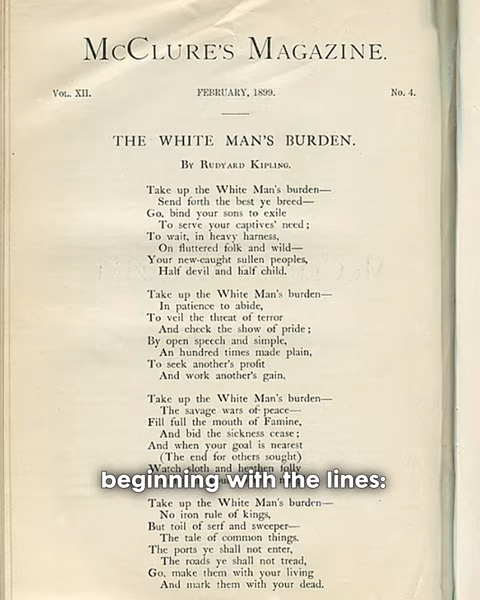 McClure's Magazine.
Vol. XII. FEBRUARY, 1899. No. 4.
THE WHITE MAN'S BURDEN.
By Rudyard Kipling.
Take up the White Man's burden—
Send forth the best ye breed—
Go, bind your sons to exile
To serve your captives' need;
To wait, in heavy harness,
On fluttered folk and wild—
Your new-caught sullen peoples,
Half devil and half child.
Take up the White Man's burden—
In patience to abide,
To veil the threat of terror
And check the show of pride;
By open speech and simple,
An hundred times made plain,
To seek another's profit
And work another's gain.
Take up the White Man's burden—
The savage wars of peace—
Fill full the mouth of Famine,
And bid the sickness cease;
And when your goal is nearest
(The end for others sought)
Watch sloth and heathen folly
beginning with the lines:
Take up the White Man's burden—
No iron rule of kings,
But toil of serf and sweeper—
The tale of common things.
The ports ye shall not enter,
The roads ye shall not tread,
Go, make them with your living
And mark them with your dead.